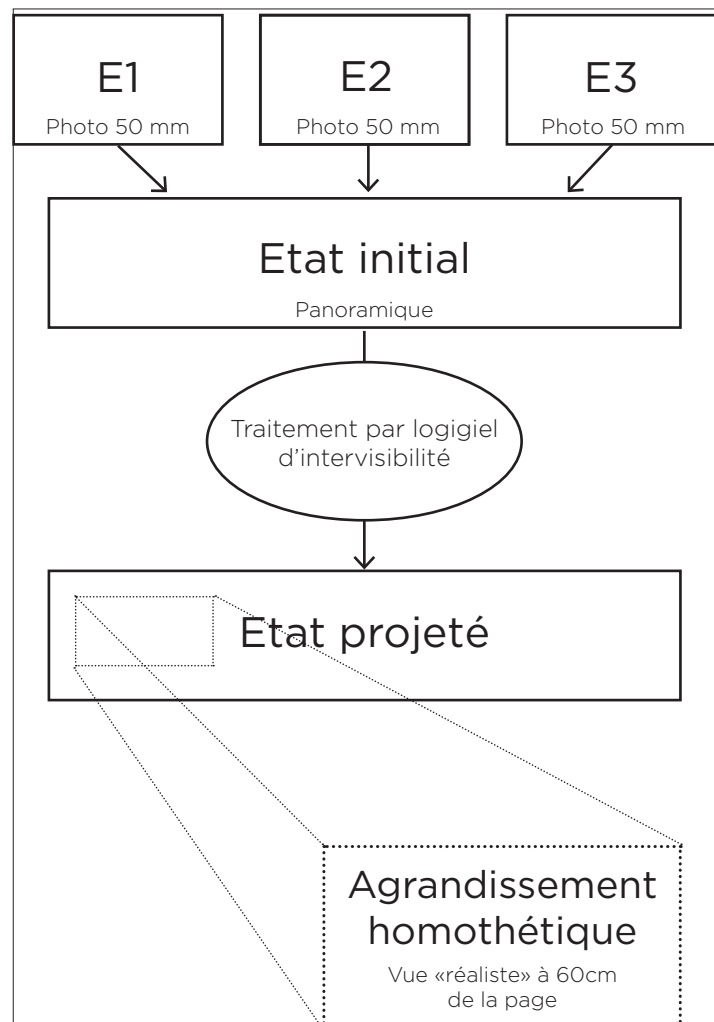 E1
Photo 50 mm
E2
Photo 50 mm
E3
Photo 50 mm
Etat initial
Panoramique
Traitement par logigiel
d’intervisibilité
Etat projeté
Agrandissement
homothétique
Vue «réaliste» à 60cm
de la page